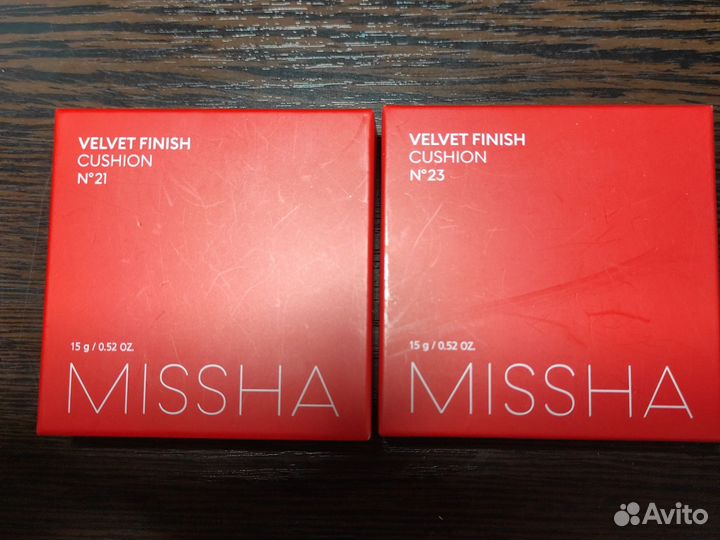 VELVET FINISH
CUSHION
N°21
15 g / 0.52 OZ.
MISSHA
VELVET FINISH
CUSHION
N°23
15 g / 0.52 OZ.
MISSHA
Avito